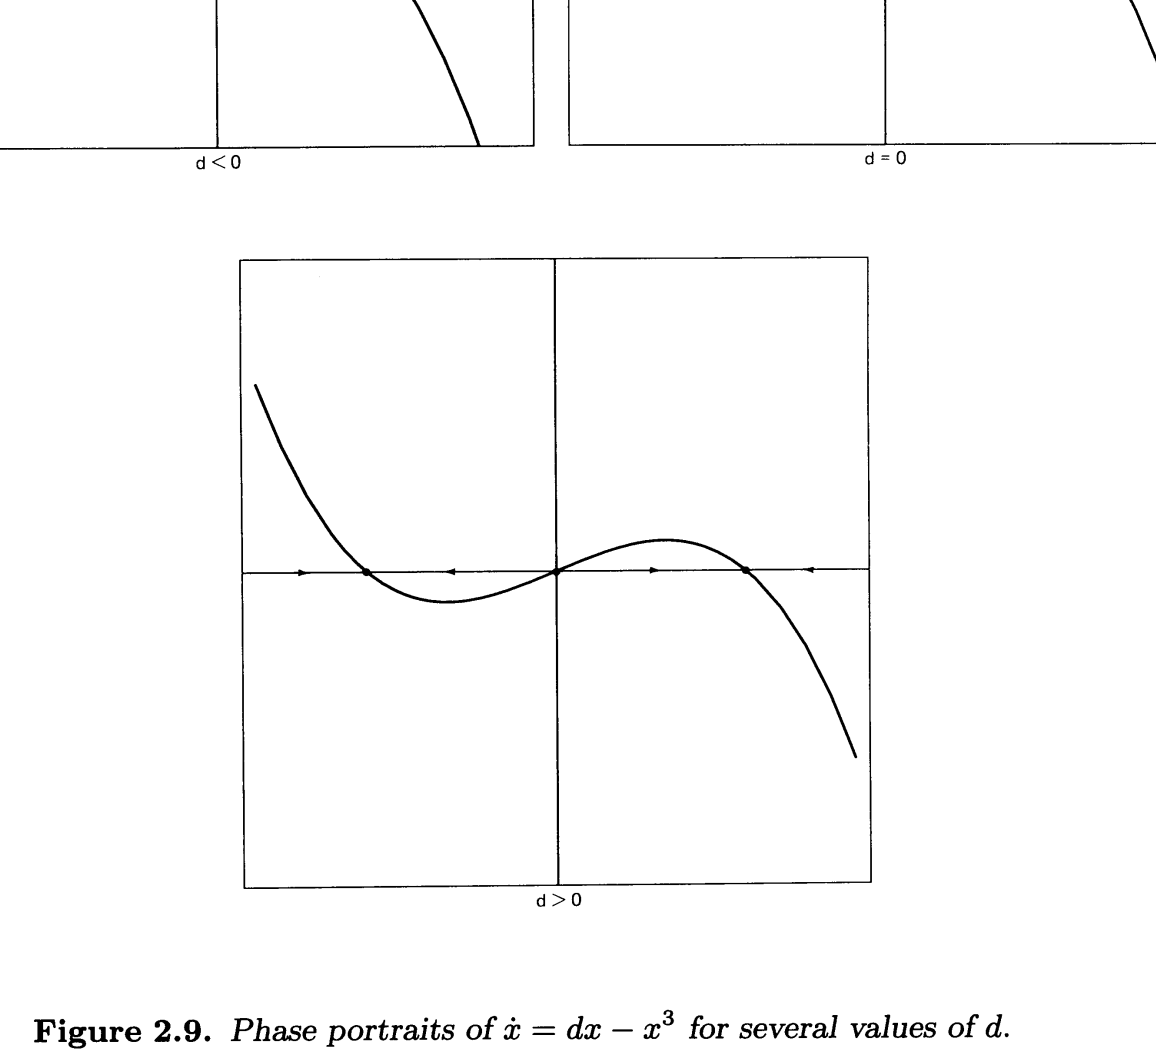 d < 0
d = 0
d > 0
Figure 2.9. Phase portraits of ẋ = dx − x³ for several values of d.